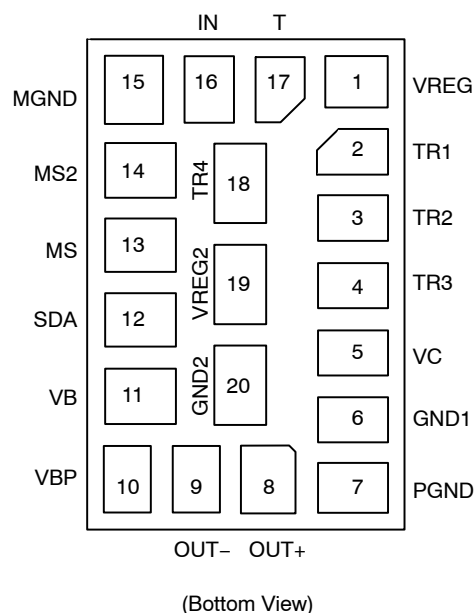 IN T
MGND 15 16 17 1 VREG
MS2 14 TR4 18 2 TR1
3 TR2
MS 13 VREG2 19 4 TR3
SDA 12 5 VC
VB 11 GND2 20 6 GND1
VBP 10 9 8 7 PGND
OUT− OUT+
(Bottom View)